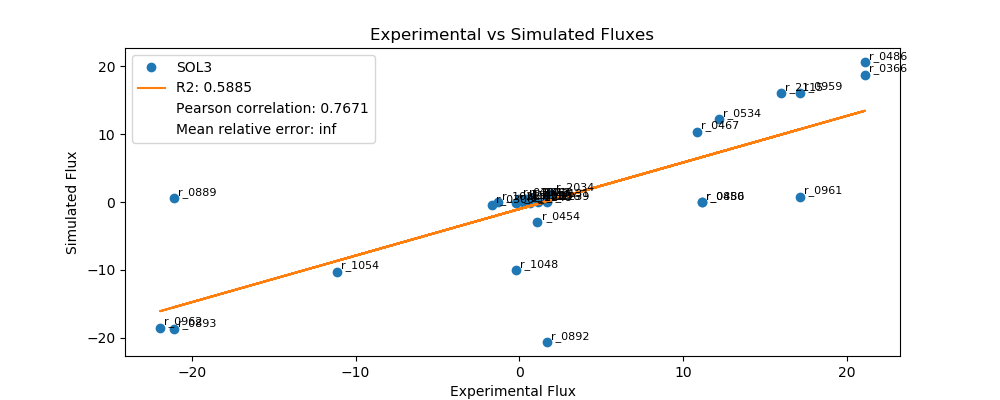 Experimental vs Simulated Fluxes
SOL3
R2: 0.5885
Pearson correlation: 0.7671
Mean relative error: inf
r_0486
r_0366
r_2115
r_0959
r_0534
r_0467
r_0889
r_2034
r_0961
r_0454
r_1054
r_1048
r_0962
r_0893
r_0892
20
10
0
−10
−20
Simulated Flux
−20
−10
0
10
20
Experimental Flux